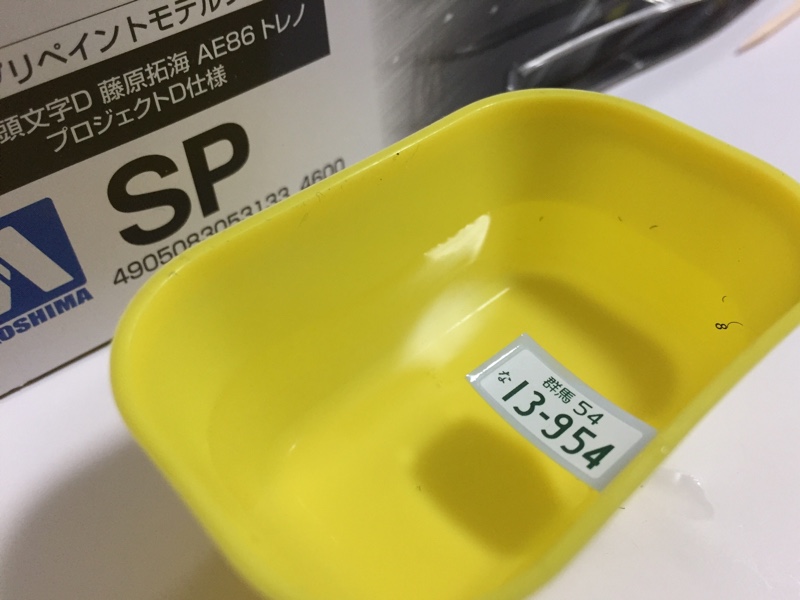 プリペイントモデル
頭文字D 藤原拓海 AE86 トレノ
プロジェクトD仕様
SP
4905083053133 4600
OSHIMA
群馬 54
な 13-954